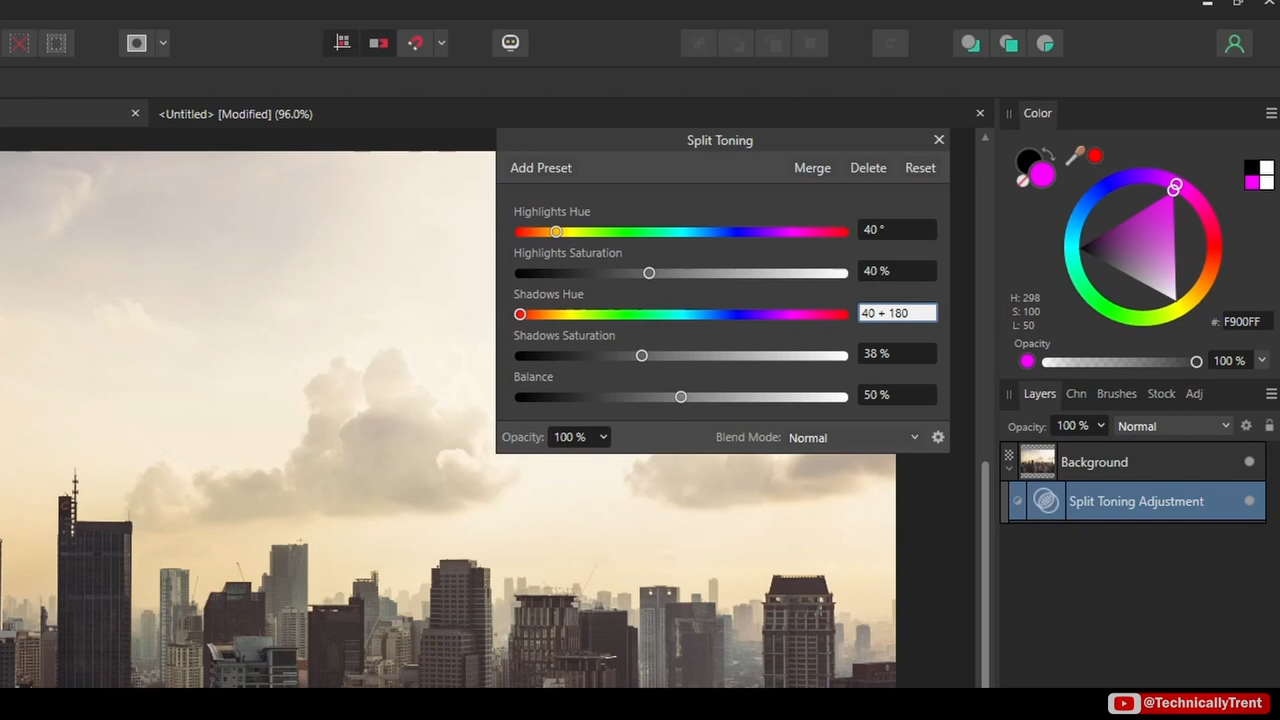 <Untitled> [Modified] (96.0%)
Split Toning
Add Preset
Merge
Delete
Reset
Highlights Hue
40 °
Highlights Saturation
40 %
Shadows Hue
40 + 180
Shadows Saturation
38 %
Balance
50 %
Opacity:
100 %
Blend Mode:
Normal
Color
H: 298
S: 100
L: 50
#:
F900FF
Opacity
100 %
Layers
Chn
Brushes
Stock
Adj
Opacity:
100 %
Normal
Background
Split Toning Adjustment
@TechnicallyTrent